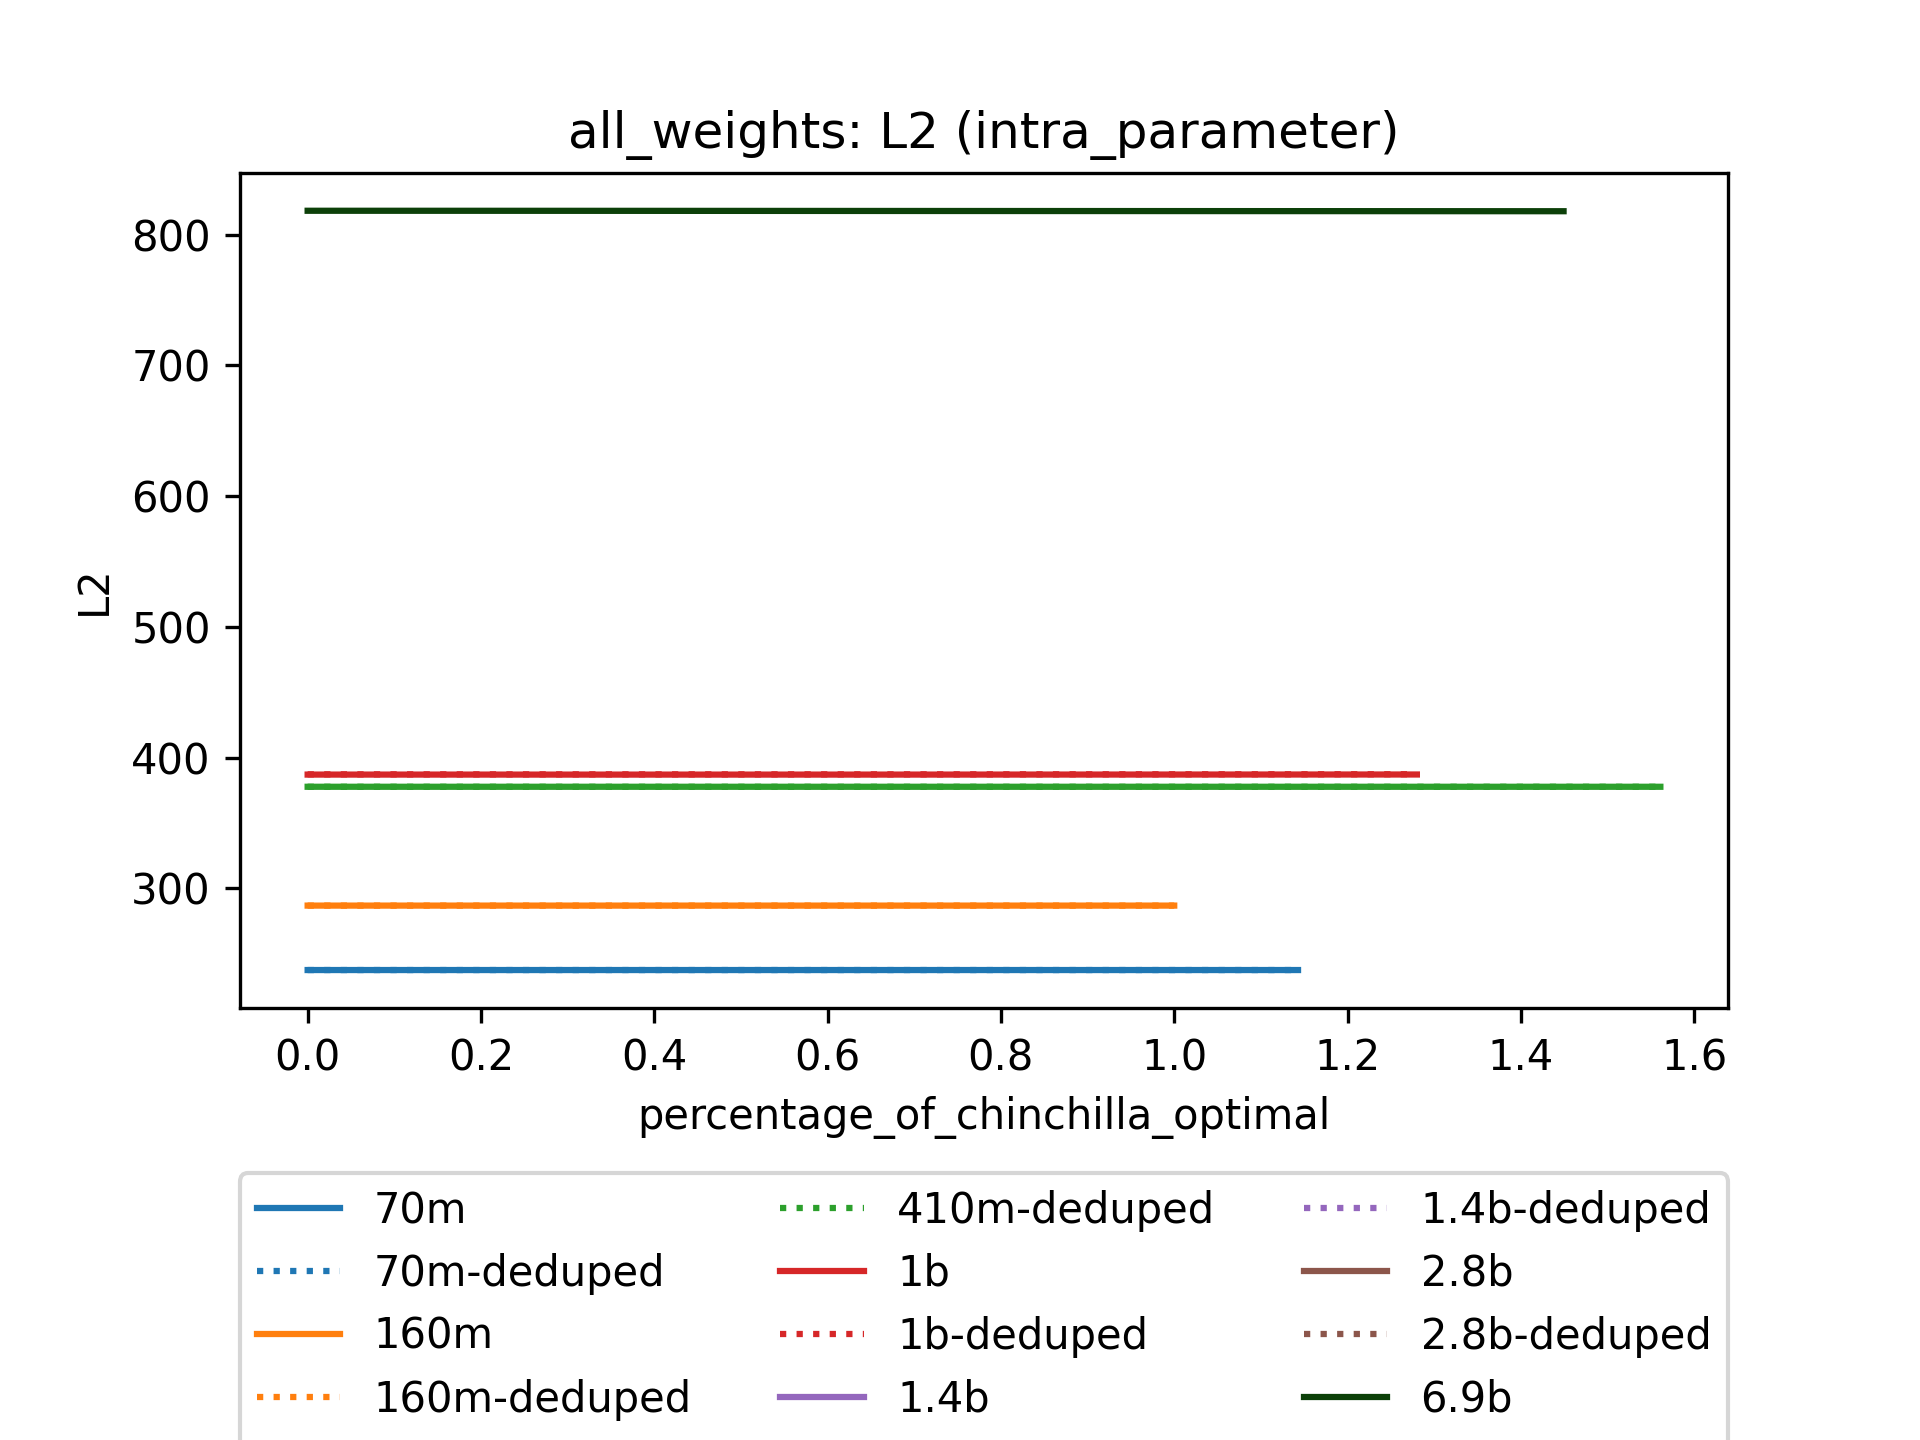 all_weights: L2 (intra_parameter)
800
700
600
500
400
300
L2
0.0 0.2 0.4 0.6 0.8 1.0 1.2 1.4 1.6
percentage_of_chinchilla_optimal
70m
70m-deduped
160m
160m-deduped
410m-deduped
1b
1b-deduped
1.4b
1.4b-deduped
2.8b
2.8b-deduped
6.9b